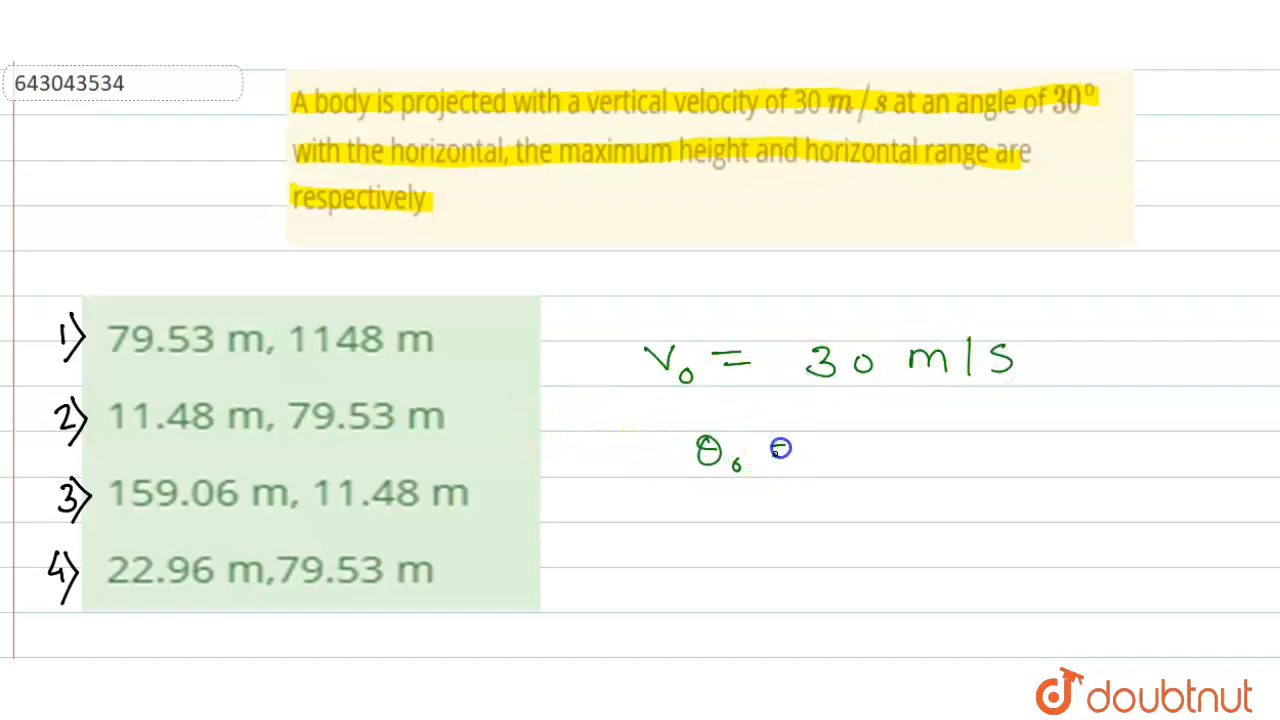 643043534
A body is projected with a vertical velocity of 30 m/s at an angle of 30°
with the horizontal, the maximum height and horizontal range are
respectively
1) 79.53 m, 1148 m
2) 11.48 m, 79.53 m
3) 159.06 m, 11.48 m
4) 22.96 m,79.53 m
v₀ = 30 m/s
θ₀ =
doubtnut